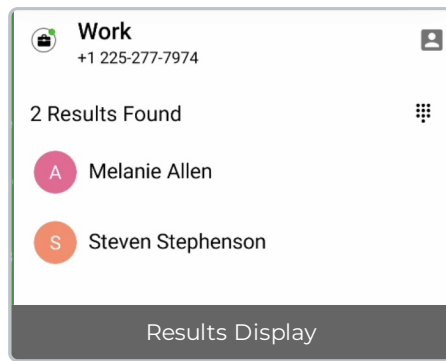 Work
+1 225-277-7974
2 Results Found
A Melanie Allen
S Steven Stephenson
Results Display